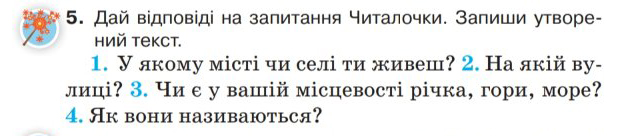 5. Дай відповіді на запитання Читалочки. Запиши утворе-
ний текст.
1. У якому місті чи селі ти живеш? 2. На якій ву-
лиці? 3. Чи є у вашій місцевості річка, гори, море?
4. Як вони називаються?